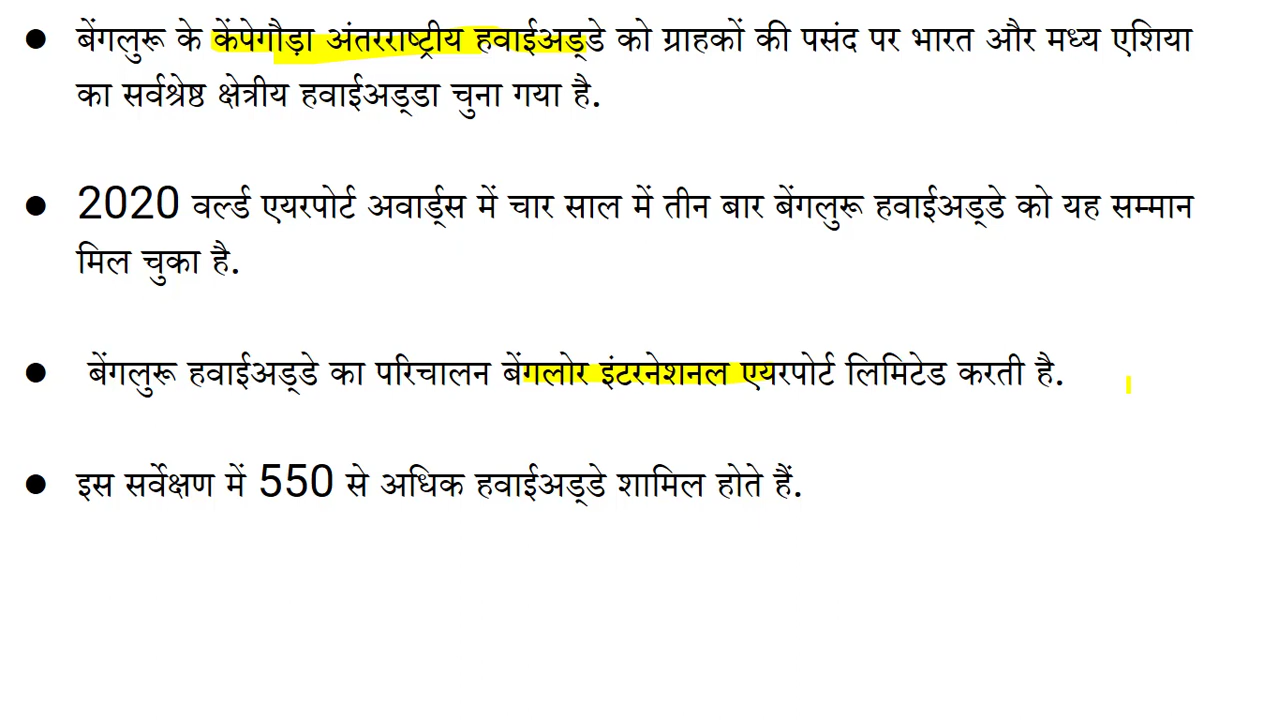 ● बेंगलुरू के केंपेगौड़ा अंतरराष्ट्रीय हवाईअड्डे को ग्राहकों की पसंद पर भारत और मध्य एशिया
का सर्वश्रेष्ठ क्षेत्रीय हवाईअड्डा चुना गया है.
● 2020 वर्ल्ड एयरपोर्ट अवार्ड्स में चार साल में तीन बार बेंगलुरू हवाईअड्डे को यह सम्मान
मिल चुका है.
● बेंगलुरू हवाईअड्डे का परिचालन बेंगलोर इंटरनेशनल एयरपोर्ट लिमिटेड करती है.
● इस सर्वेक्षण में 550 से अधिक हवाईअड्डे शामिल होते हैं.